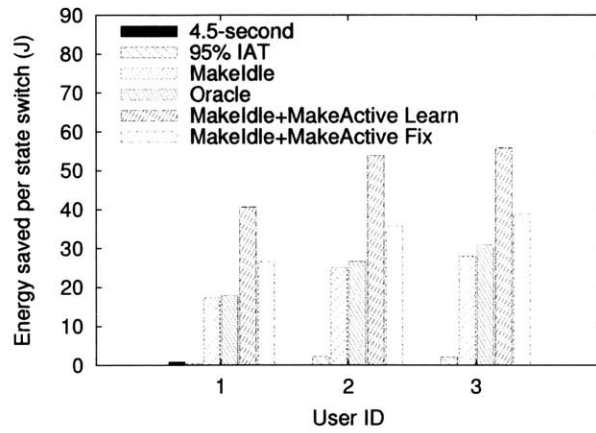 90
80
70
60
50
40
30
20
10
0
Energy saved per state switch (J)
4.5-second
95% IAT
MakeIdle
Oracle
MakeIdle+MakeActive Learn
MakeIdle+MakeActive Fix
1 2 3
User ID